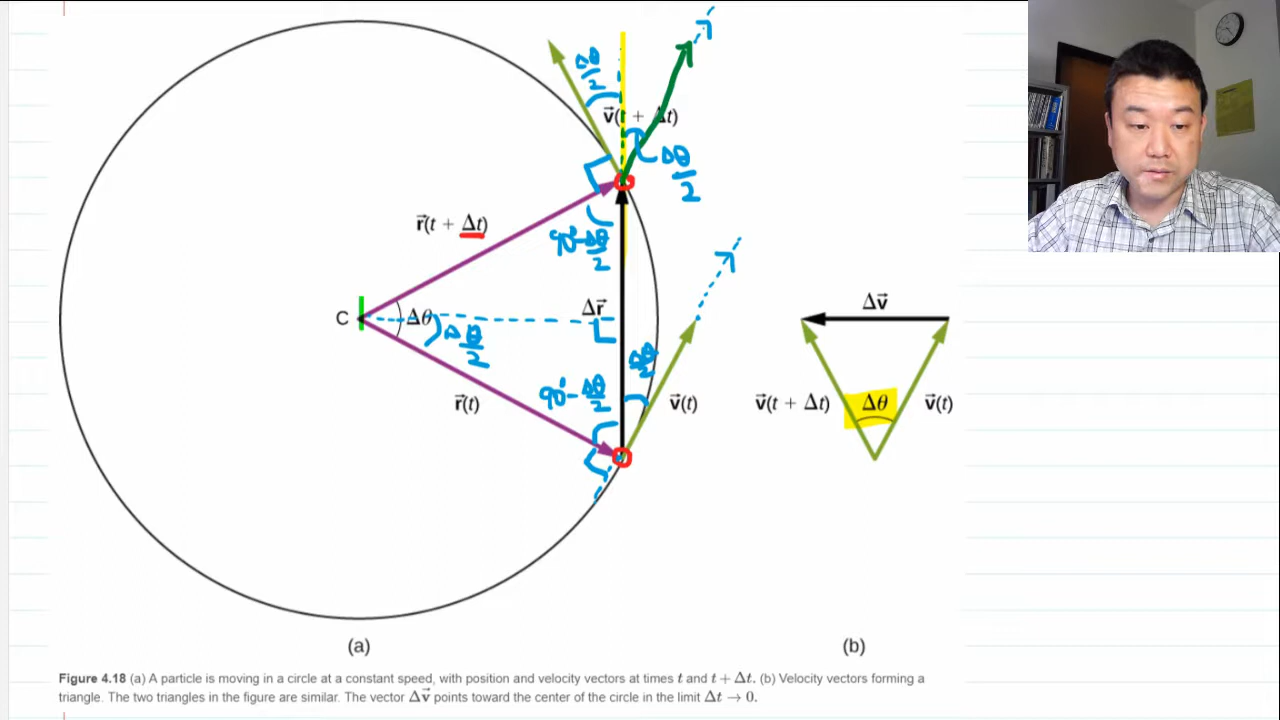 Δθ/2
v⃗(t + Δt)
Δθ/2
r⃗(t + Δt)
90° - Δθ/2
C
Δθ
Δθ/2
Δr⃗
Δθ/2
90° - Δθ/2
r⃗(t)
v⃗(t)
Δv⃗
v⃗(t + Δt)
Δθ
v⃗(t)
(a)
(b)
Figure 4.18 (a) A particle is moving in a circle at a constant speed, with position and velocity vectors at times t and t + Δt. (b) Velocity vectors forming a
triangle. The two triangles in the figure are similar. The vector Δv⃗ points toward the center of the circle in the limit Δt → 0.